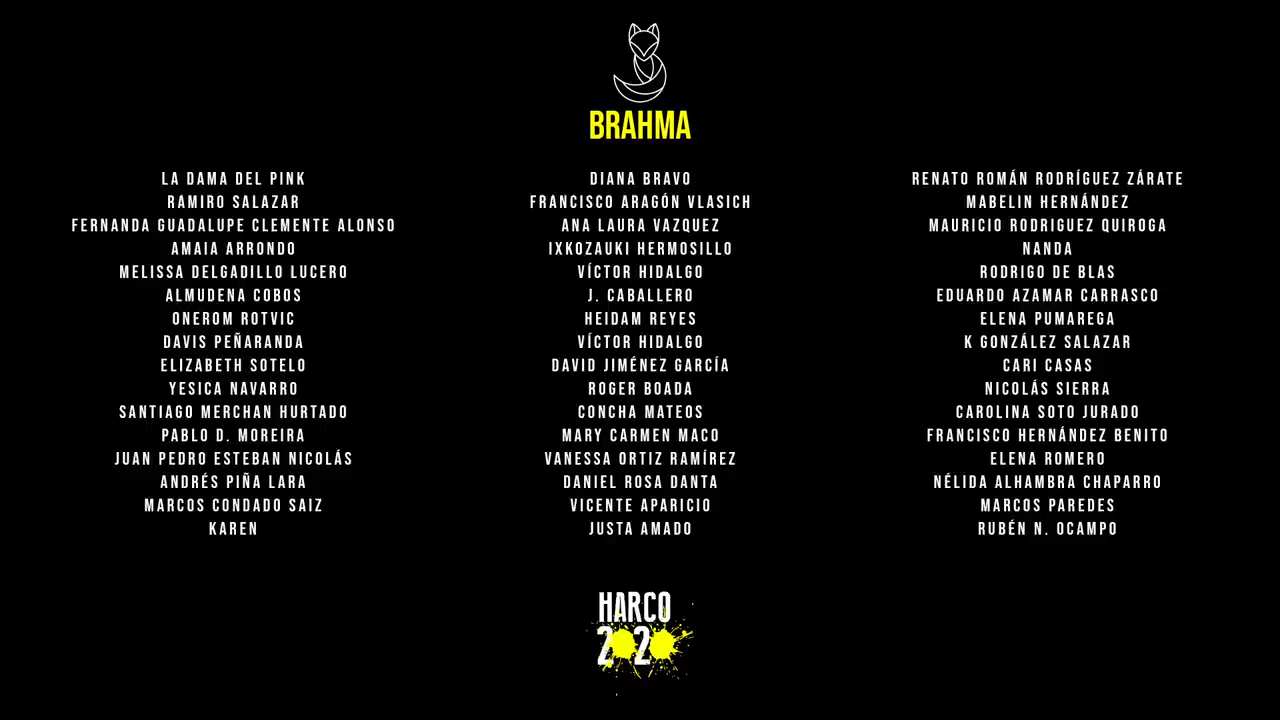 BRAHMA
LA DAMA DEL PINK
RAMIRO SALAZAR
FERNANDA GUADALUPE CLEMENTE ALONSO
AMAIA ARRONDO
MELISSA DELGADILLO LUCERO
ALMUDENA COBOS
ONEROM ROTVIC
DAVIS PEÑARANDA
ELIZABETH SOTELO
YESICA NAVARRO
SANTIAGO MERCHAN HURTADO
PABLO D. MOREIRA
JUAN PEDRO ESTEBAN NICOLÁS
ANDRÉS PIÑA LARA
MARCOS CONDADO SAIZ
KAREN
DIANA BRAVO
FRANCISCO ARAGÓN VLASICH
ANA LAURA VAZQUEZ
IXKOZAUKI HERMOSILLO
VÍCTOR HIDALGO
J. CABALLERO
HEIDAM REYES
VÍCTOR HIDALGO
DAVID JIMÉNEZ GARCÍA
ROGER BOADA
CONCHA MATEOS
MARY CARMEN MACO
VANESSA ORTIZ RAMÍREZ
DANIEL ROSA DANTA
VICENTE APARICIO
JUSTA AMADO
RENATO ROMÁN RODRÍGUEZ ZÁRATE
MABELIN HERNÁNDEZ
MAURICIO RODRIGUEZ QUIROGA
NANDA
RODRIGO DE BLAS
EDUARDO AZAMAR CARRASCO
ELENA PUMAREGA
K GONZÁLEZ SALAZAR
CARI CASAS
NICOLÁS SIERRA
CAROLINA SOTO JURADO
FRANCISCO HERNÁNDEZ BENITO
ELENA ROMERO
NÉLIDA ALHAMBRA CHAPARRO
MARCOS PAREDES
RUBÉN N. OCAMPO
HARCO
2020